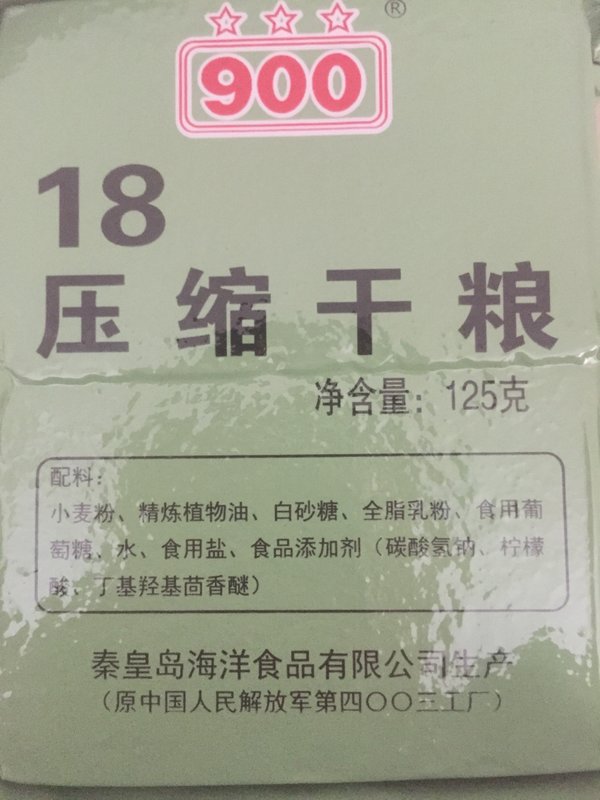 ®
900
18
压缩干粮
净含量：125克
配料：
小麦粉、精炼植物油、白砂糖、全脂乳粉、食用葡
萄糖、水、食用盐、食品添加剂（碳酸氢钠、柠檬
酸、丁基羟基茴香醚）
秦皇岛海洋食品有限公司生产
（原中国人民解放军第四〇〇三工厂）